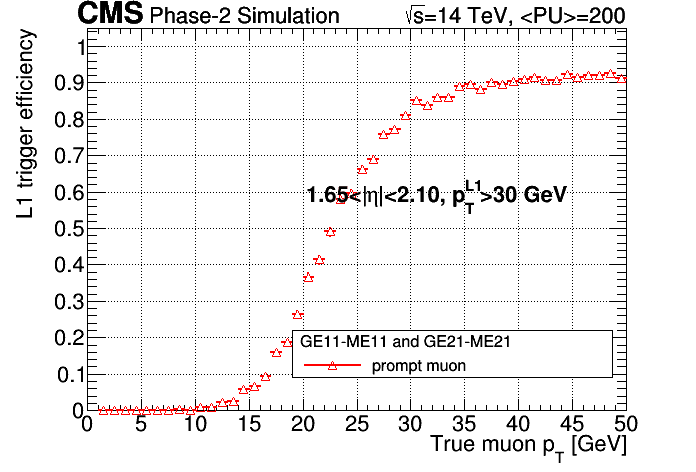 CMS Phase-2 Simulation √s=14 TeV, <PU>=200
L1 trigger efficiency
1
0.9
0.8
0.7
0.6
0.5
0.4
0.3
0.2
0.1
0
1.65<|η|<2.10, p_T^L1>30 GeV
GE11-ME11 and GE21-ME21
prompt muon
0 5 10 15 20 25 30 35 40 45 50
True muon p_T [GeV]